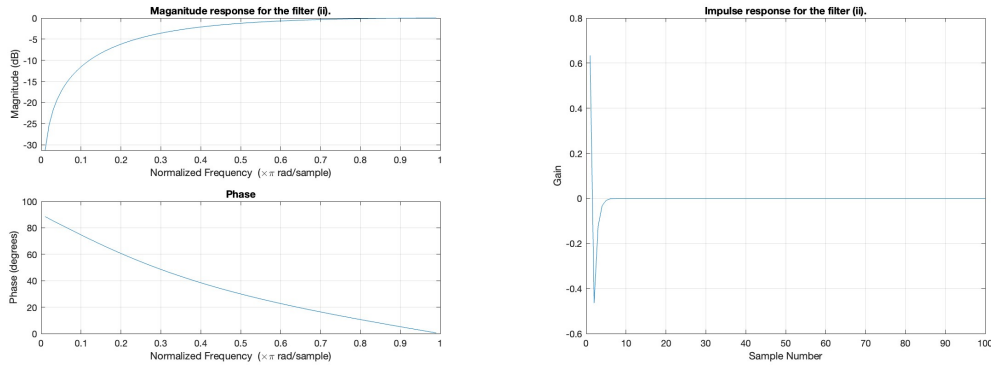 Maganitude response for the filter (ii).
0
-5
-10
-15
-20
-25
-30
Magnitude (dB)
0 0.1 0.2 0.3 0.4 0.5 0.6 0.7 0.8 0.9 1
Normalized Frequency (×π rad/sample)
Phase
100
80
60
40
20
0
Phase (degrees)
0 0.1 0.2 0.3 0.4 0.5 0.6 0.7 0.8 0.9 1
Normalized Frequency (×π rad/sample)
Impulse response for the filter (ii).
0.8
0.6
0.4
0.2
0
-0.2
-0.4
-0.6
Gain
0 10 20 30 40 50 60 70 80 90 100
Sample Number